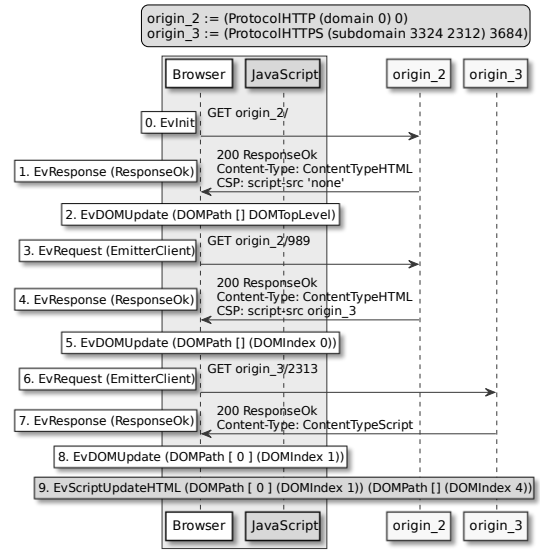 origin_2 := (ProtocolHTTP (domain 0) 0)
origin_3 := (ProtocolHTTPS (subdomain 3324 2312) 3684)
Browser JavaScript origin_2 origin_3
GET origin_2/
0. EvInit
200 ResponseOk
Content-Type: ContentTypeHTML
CSP: script-src 'none'
1. EvResponse (ResponseOk)
2. EvDOMUpdate (DOMPath [] DOMTopLevel)
GET origin_2/989
3. EvRequest (EmitterClient)
200 ResponseOk
Content-Type: ContentTypeHTML
CSP: script-src origin_3
4. EvResponse (ResponseOk)
5. EvDOMUpdate (DOMPath [] (DOMIndex 0))
GET origin_3/2313
6. EvRequest (EmitterClient)
200 ResponseOk
Content-Type: ContentTypeScript
7. EvResponse (ResponseOk)
8. EvDOMUpdate (DOMPath [ 0 ] (DOMIndex 1))
9. EvScriptUpdateHTML (DOMPath [ 0 ] (DOMIndex 1)) (DOMPath [] (DOMIndex 4))
Browser JavaScript origin_2 origin_3